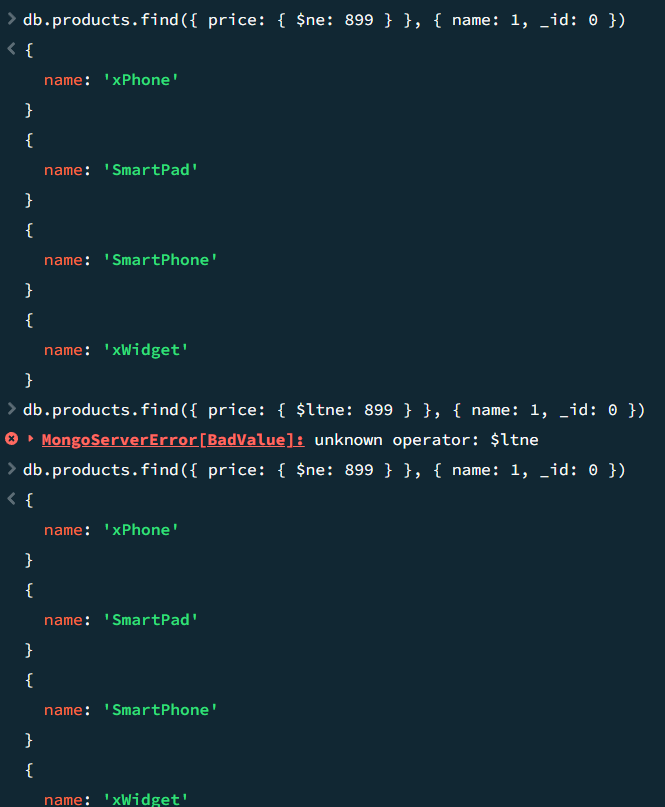 > db.products.find({ price: { $ne: 899 } }, { name: 1, _id: 0 })
< {
name: 'xPhone'
}
{
name: 'SmartPad'
}
{
name: 'SmartPhone'
}
{
name: 'xWidget'
}
> db.products.find({ price: { $ltne: 899 } }, { name: 1, _id: 0 })
MongoServerError[BadValue]: unknown operator: $ltne
> db.products.find({ price: { $ne: 899 } }, { name: 1, _id: 0 })
< {
name: 'xPhone'
}
{
name: 'SmartPad'
}
{
name: 'SmartPhone'
}
{
name: 'xWidget'